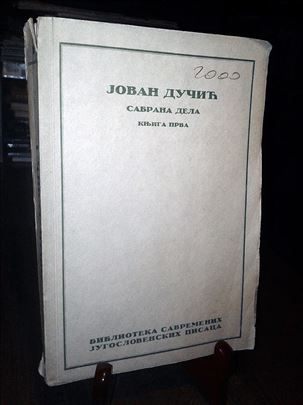 2000
ЈОВАН ДУЧИЋ
САБРАНА ДЕЛА
КЊИГА ПРВА
БИБЛИОТЕКА САВРЕМЕНИХ
ЈУГОСЛОВЕНСКИХ ПИСАЦА